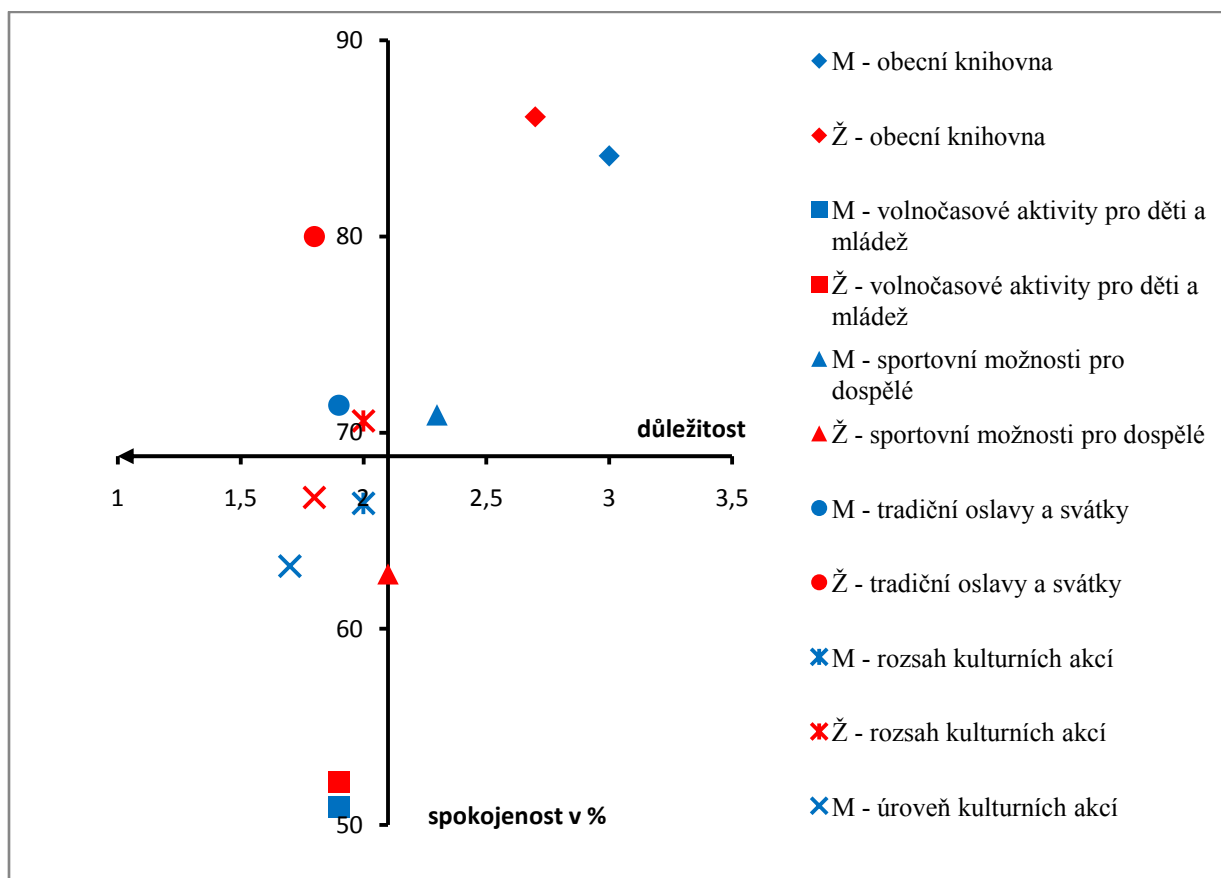 90
80
70
60
50
důležitost
1
1,5
2
2,5
3
3,5
spokojenost v %
M - obecní knihovna
Ž - obecní knihovna
M - volnočasové aktivity pro děti a
mládež
Ž - volnočasové aktivity pro děti a
mládež
M - sportovní možnosti pro
dospělé
Ž - sportovní možnosti pro dospělé
M - tradiční oslavy a svátky
Ž - tradiční oslavy a svátky
M - rozsah kulturních akcí
Ž - rozsah kulturních akcí
M - úroveň kulturních akcí